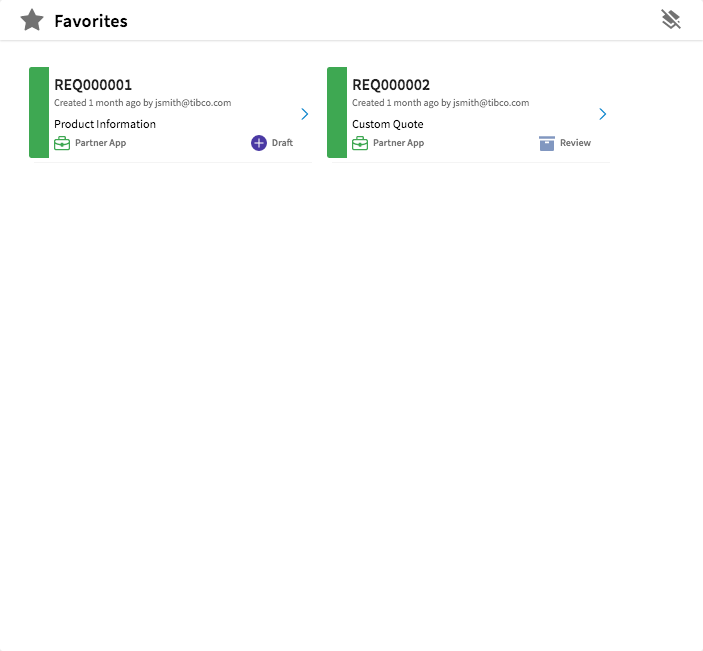 Favorites
REQ000001
Created 1 month ago by jsmith@tibco.com
Product Information
Partner App
Draft
REQ000002
Created 1 month ago by jsmith@tibco.com
Custom Quote
Partner App
Review